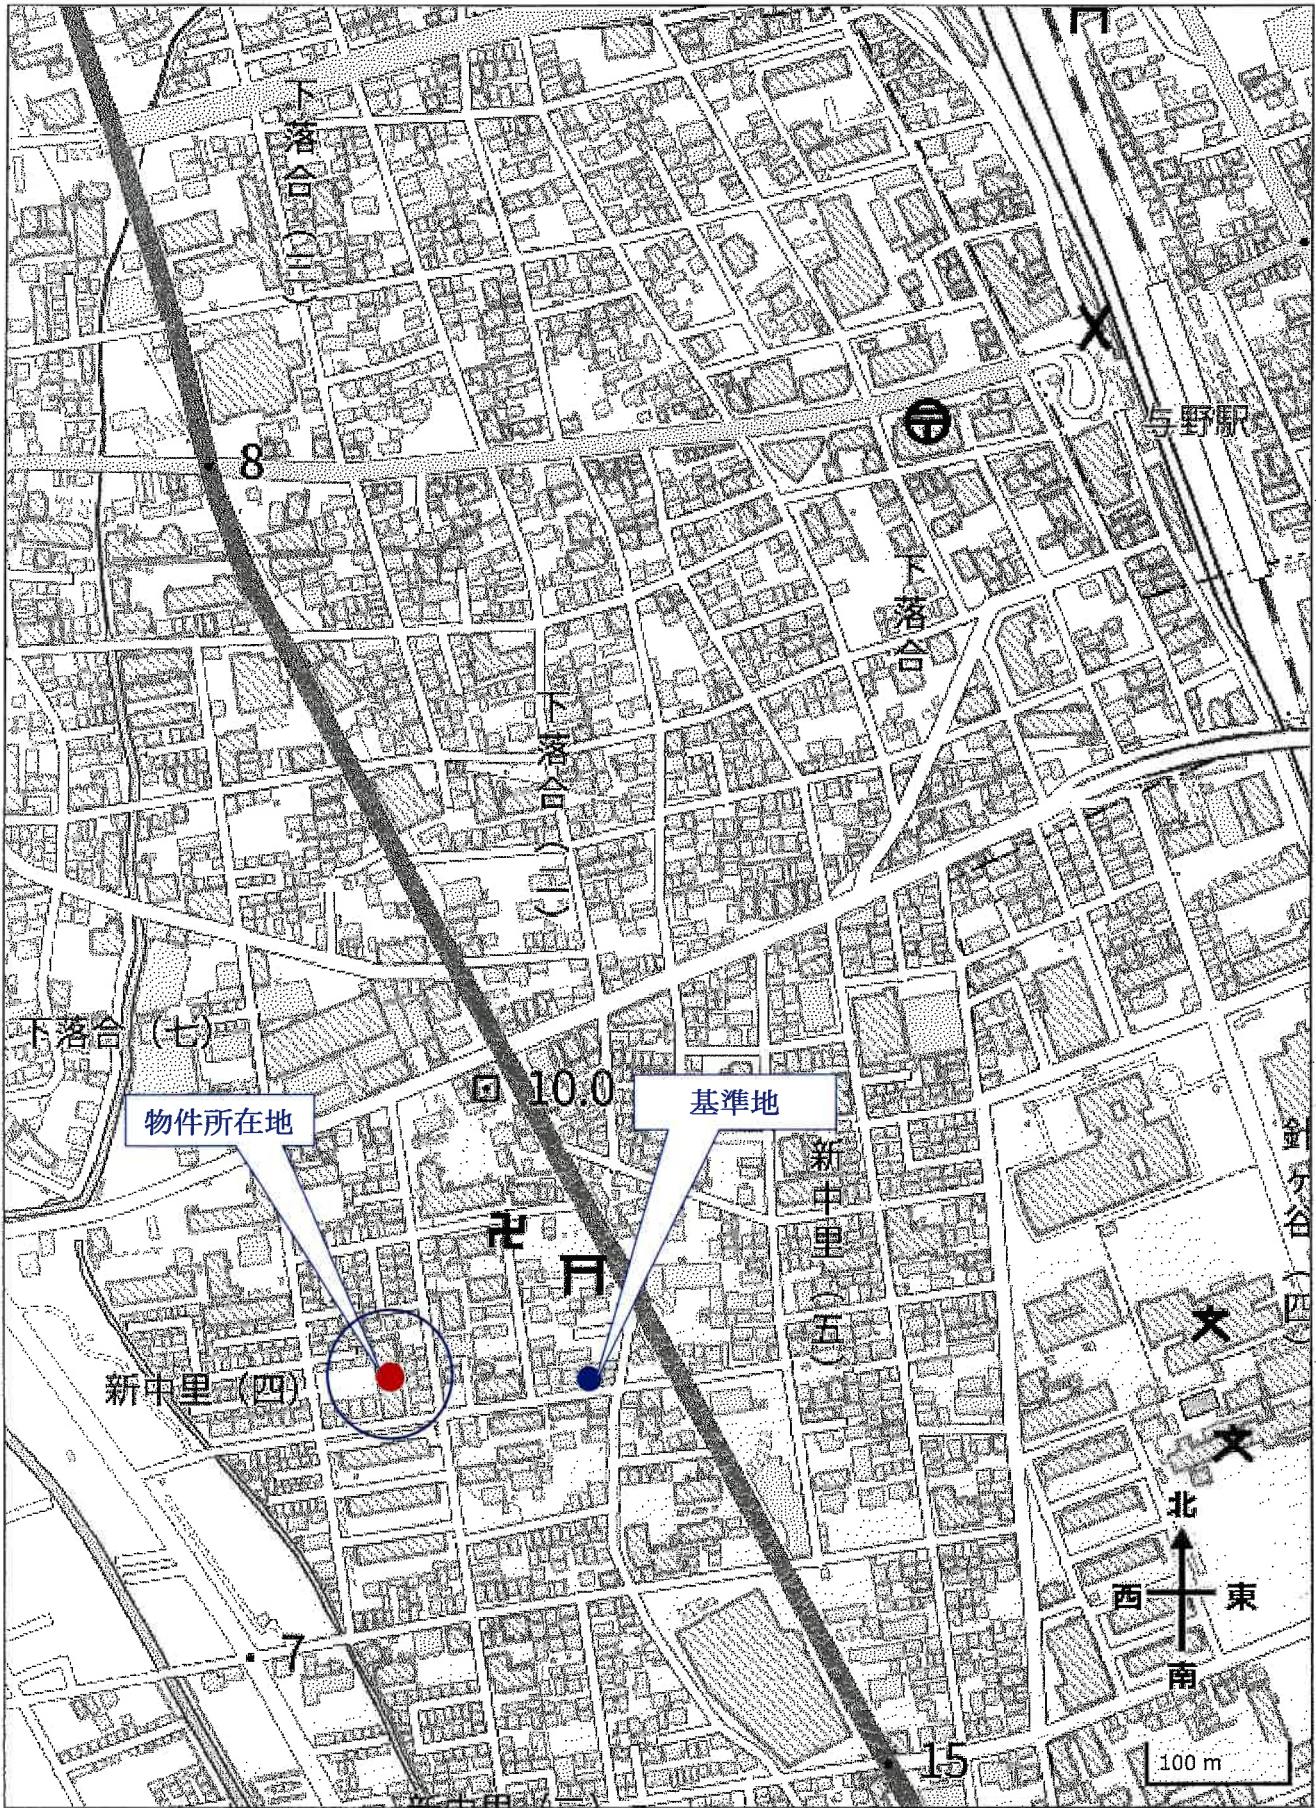 下落合（三）
8
与野駅
下落合
下落合（二）
下落合（七）
10.0
基準地
物件所在地
新中里（五）
鈴ケ谷（四）
新中里（四）
北
西
東
南
7
15
100 m